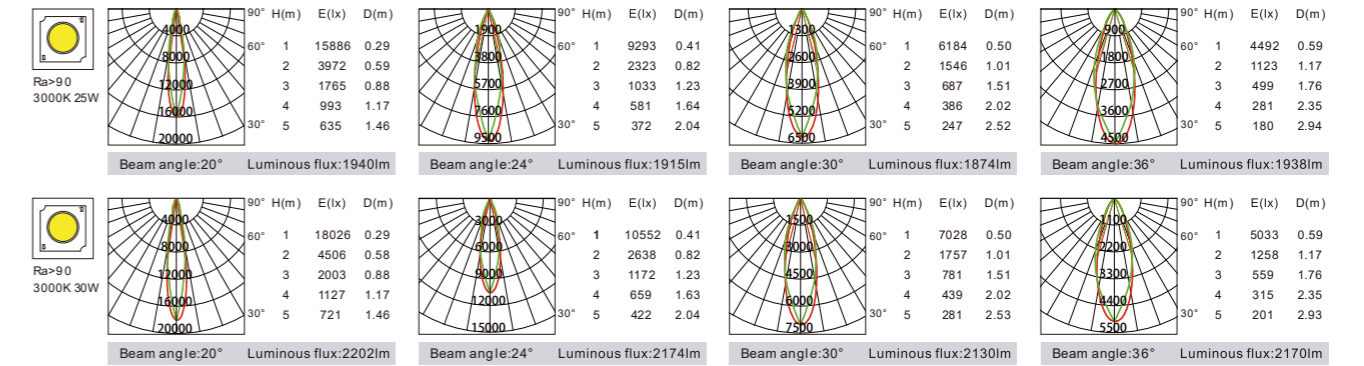 Ra>90
3000K 25W
4000
8000
12000
16000
20000
90°
60°
30°
H(m) E(lx) D(m)
1 15886 0.29
2 3972 0.59
3 1765 0.88
4 993 1.17
5 635 1.46
Beam angle:20° Luminous flux:1940lm
1900
3800
5700
7600
9500
90°
60°
30°
H(m) E(lx) D(m)
1 9293 0.41
2 2323 0.82
3 1033 1.23
4 581 1.64
5 372 2.04
Beam angle:24° Luminous flux:1915lm
1300
2600
3900
5200
6500
90°
60°
30°
H(m) E(lx) D(m)
1 6184 0.50
2 1546 1.01
3 687 1.51
4 386 2.02
5 247 2.52
Beam angle:30° Luminous flux:1874lm
900
1800
2700
3600
4500
90°
60°
30°
H(m) E(lx) D(m)
1 4492 0.59
2 1123 1.17
3 499 1.76
4 281 2.35
5 180 2.94
Beam angle:36° Luminous flux:1938lm
Ra>90
3000K 30W
4000
8000
12000
16000
20000
90°
60°
30°
H(m) E(lx) D(m)
1 18026 0.29
2 4506 0.58
3 2003 0.88
4 1127 1.17
5 721 1.46
Beam angle:20° Luminous flux:2202lm
3000
6000
9000
12000
15000
90°
60°
30°
H(m) E(lx) D(m)
1 10552 0.41
2 2638 0.82
3 1172 1.23
4 659 1.63
5 422 2.04
Beam angle:24° Luminous flux:2174lm
1500
3000
4500
6000
7500
90°
60°
30°
H(m) E(lx) D(m)
1 7028 0.50
2 1757 1.01
3 781 1.51
4 439 2.02
5 281 2.53
Beam angle:30° Luminous flux:2130lm
1100
2200
3300
4400
5500
90°
60°
30°
H(m) E(lx) D(m)
1 5033 0.59
2 1258 1.17
3 559 1.76
4 315 2.35
5 201 2.93
Beam angle:36° Luminous flux:2170lm